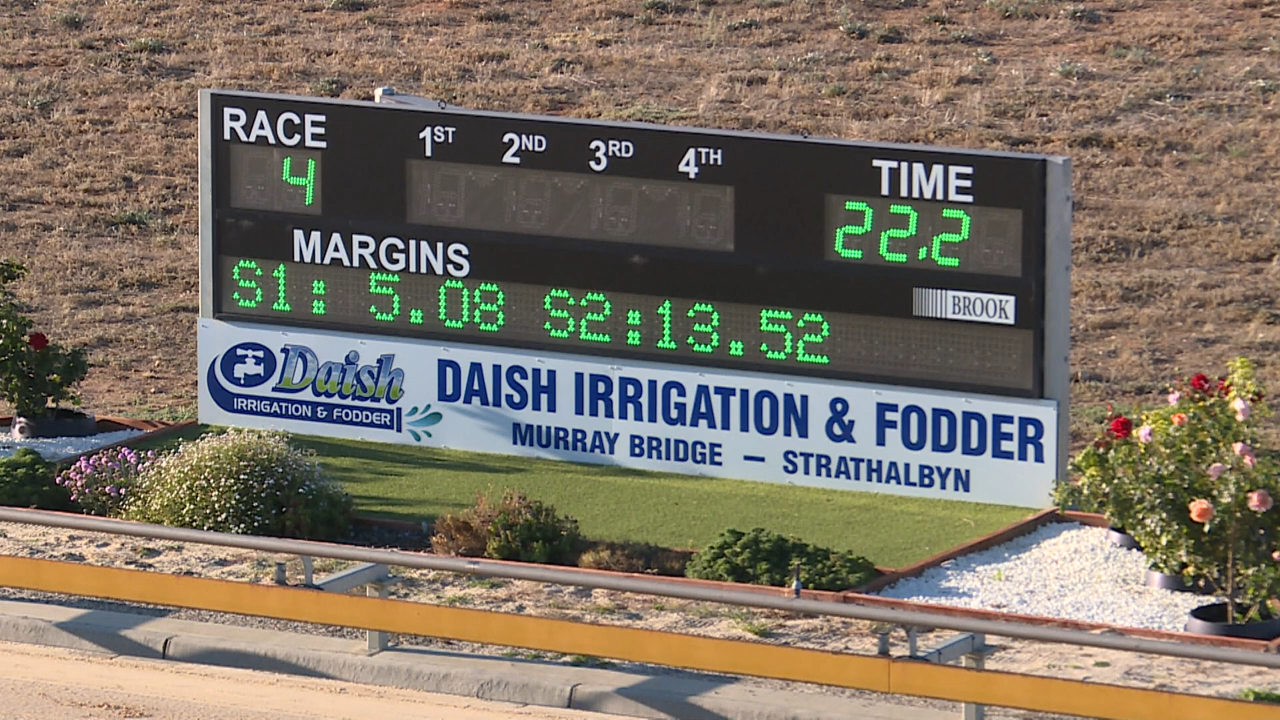 RACE 1ST 2ND 3RD 4TH TIME
4 22.2
MARGINS
S1: 5.08 S2:13.52
BROOK
Daish
IRRIGATION & FODDER
DAISH IRRIGATION & FODDER
MURRAY BRIDGE – STRATHALBYN